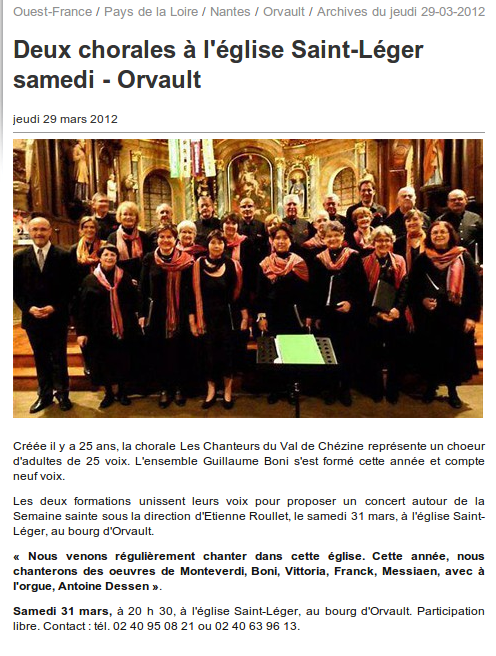 Ouest-France / Pays de la Loire / Nantes / Orvault / Archives du jeudi 29-03-2012
Deux chorales à l'église Saint-Léger
samedi - Orvault
jeudi 29 mars 2012
Créée il y a 25 ans, la chorale Les Chanteurs du Val de Chézine représente un choeur
d'adultes de 25 voix. L'ensemble Guillaume Boni s'est formé cette année et compte
neuf voix.
Les deux formations unissent leurs voix pour proposer un concert autour de la
Semaine sainte sous la direction d'Etienne Roullet, le samedi 31 mars, à l'église Saint-
Léger, au bourg d'Orvault.
« Nous venons régulièrement chanter dans cette église. Cette année, nous
chanterons des oeuvres de Monteverdi, Boni, Vittoria, Franck, Messiaen, avec à
l'orgue, Antoine Dessen ».
Samedi 31 mars, à 20 h 30, à l'église Saint-Léger, au bourg d'Orvault. Participation
libre. Contact : tél. 02 40 95 08 21 ou 02 40 63 96 13.